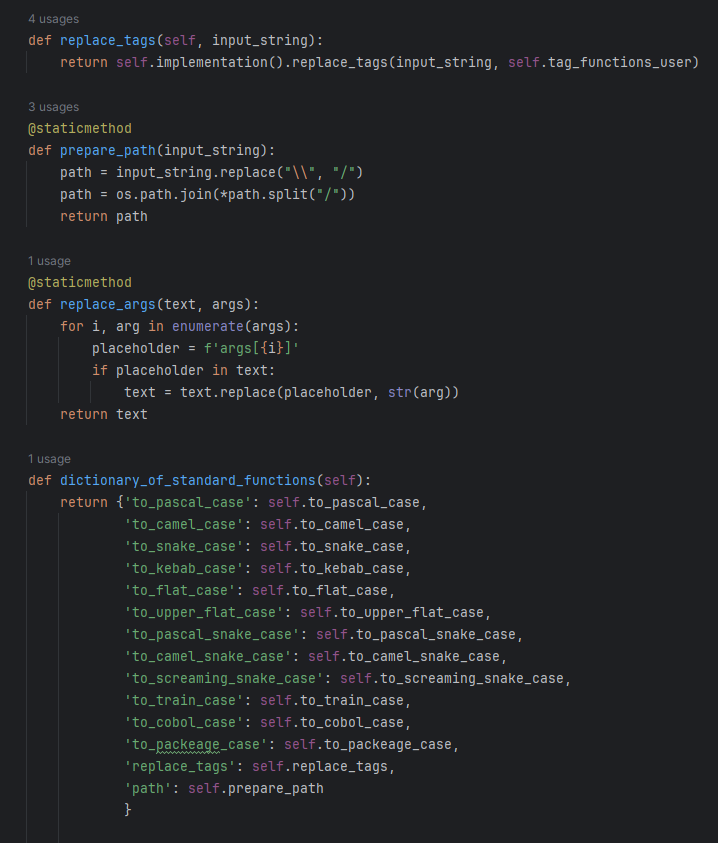 4 usages
def replace_tags(self, input_string):
    return self.implementation().replace_tags(input_string, self.tag_functions_user)
3 usages
@staticmethod
def prepare_path(input_string):
    path = input_string.replace("\\", "/")
    path = os.path.join(*path.split("/"))
    return path
1 usage
@staticmethod
def replace_args(text, args):
    for i, arg in enumerate(args):
        placeholder = f'args[{i}]'
        if placeholder in text:
            text = text.replace(placeholder, str(arg))
    return text
1 usage
def dictionary_of_standard_functions(self):
    return {'to_pascal_case': self.to_pascal_case,
            'to_camel_case': self.to_camel_case,
            'to_snake_case': self.to_snake_case,
            'to_kebab_case': self.to_kebab_case,
            'to_flat_case': self.to_flat_case,
            'to_upper_flat_case': self.to_upper_flat_case,
            'to_pascal_snake_case': self.to_pascal_snake_case,
            'to_camel_snake_case': self.to_camel_snake_case,
            'to_screaming_snake_case': self.to_screaming_snake_case,
            'to_train_case': self.to_train_case,
            'to_cobol_case': self.to_cobol_case,
            'to_packeage_case': self.to_packeage_case,
            'replace_tags': self.replace_tags,
            'path': self.prepare_path
            }